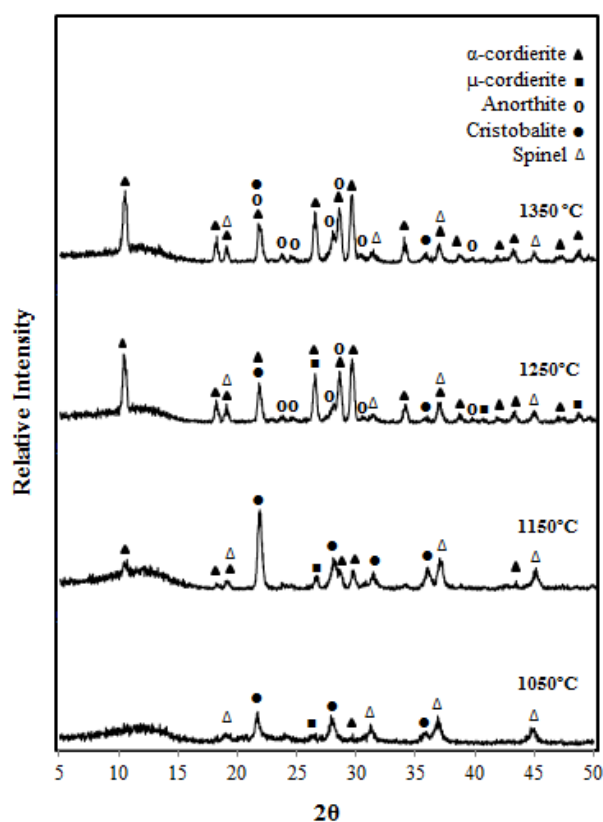 α-cordierite ▲
μ-cordierite ■
Anorthite o
Cristobalite ●
Spinel Δ
1350 °C
1250°C
1150°C
1050°C
Relative Intensity
5 10 15 20 25 30 35 40 45 50
2θ